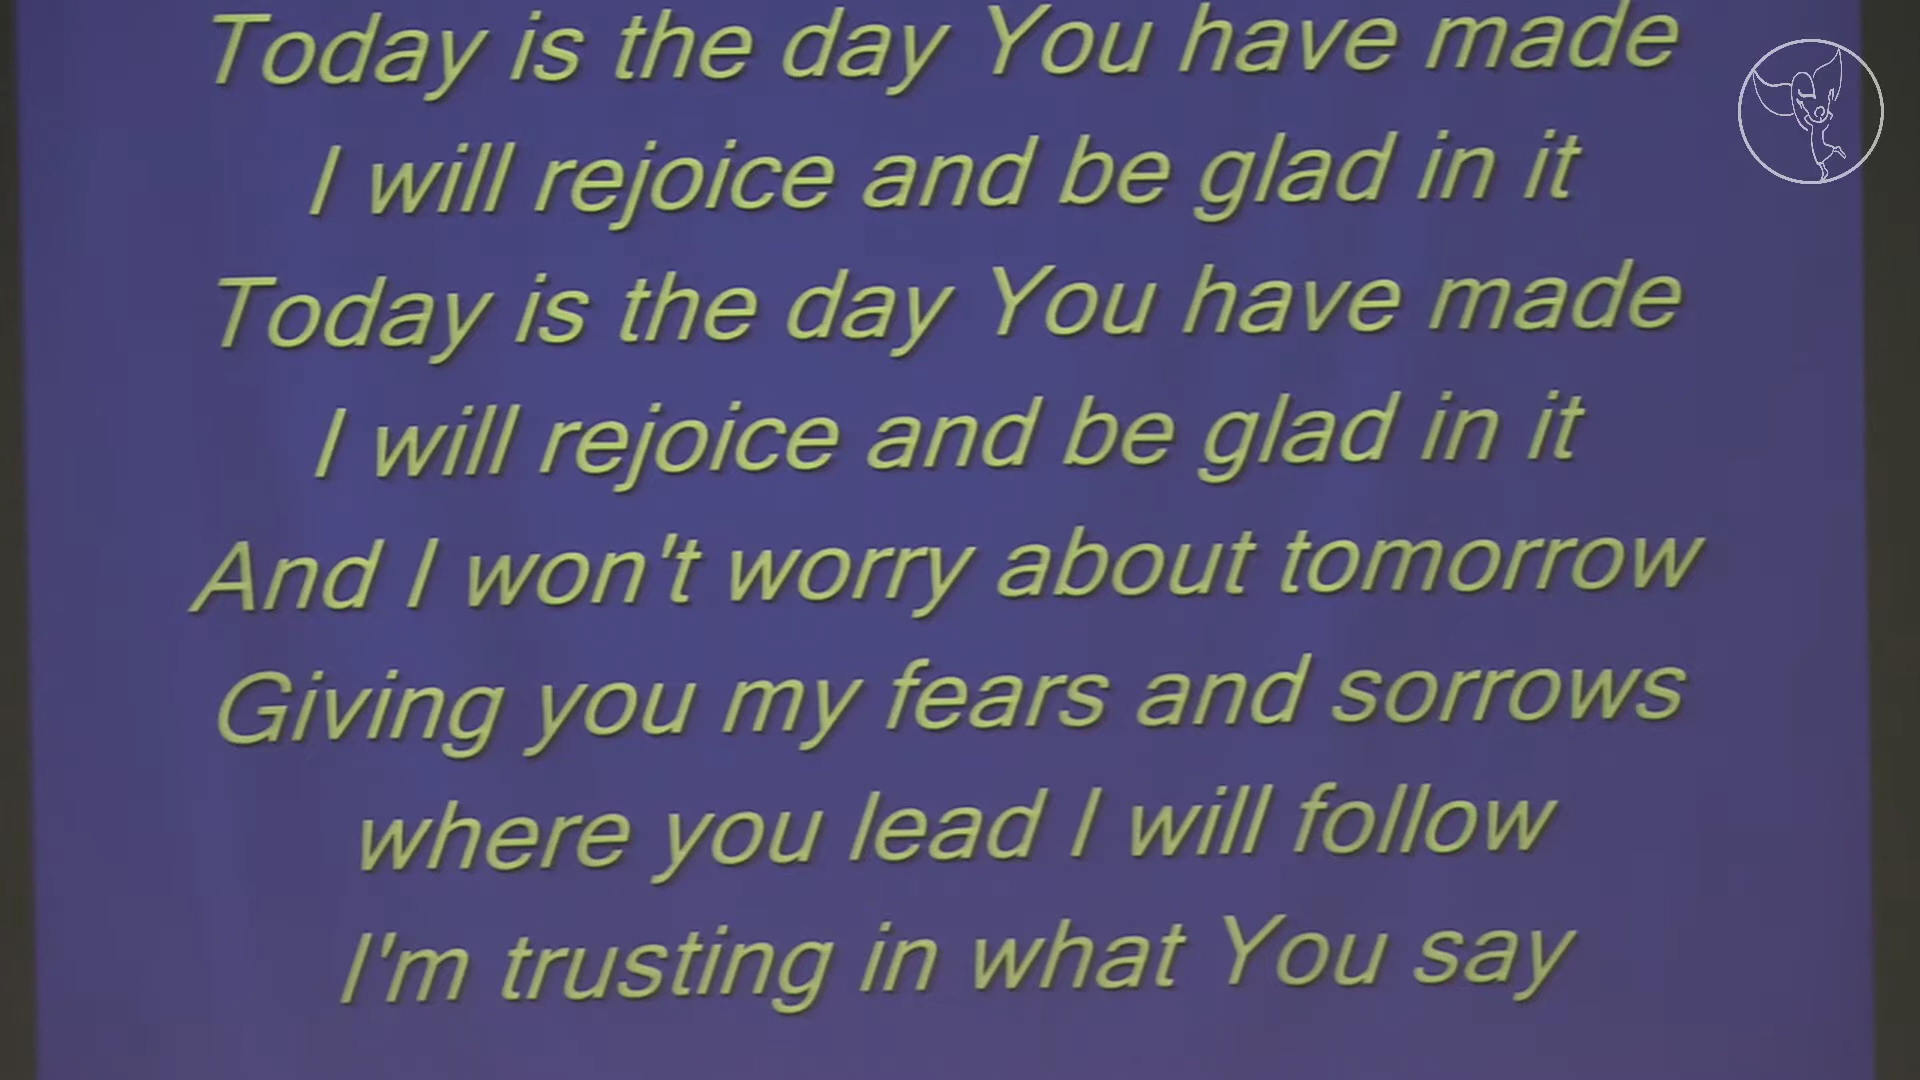 Today is the day You have made
I will rejoice and be glad in it
Today is the day You have made
I will rejoice and be glad in it
And I won't worry about tomorrow
Giving you my fears and sorrows
where you lead I will follow
I'm trusting in what You say